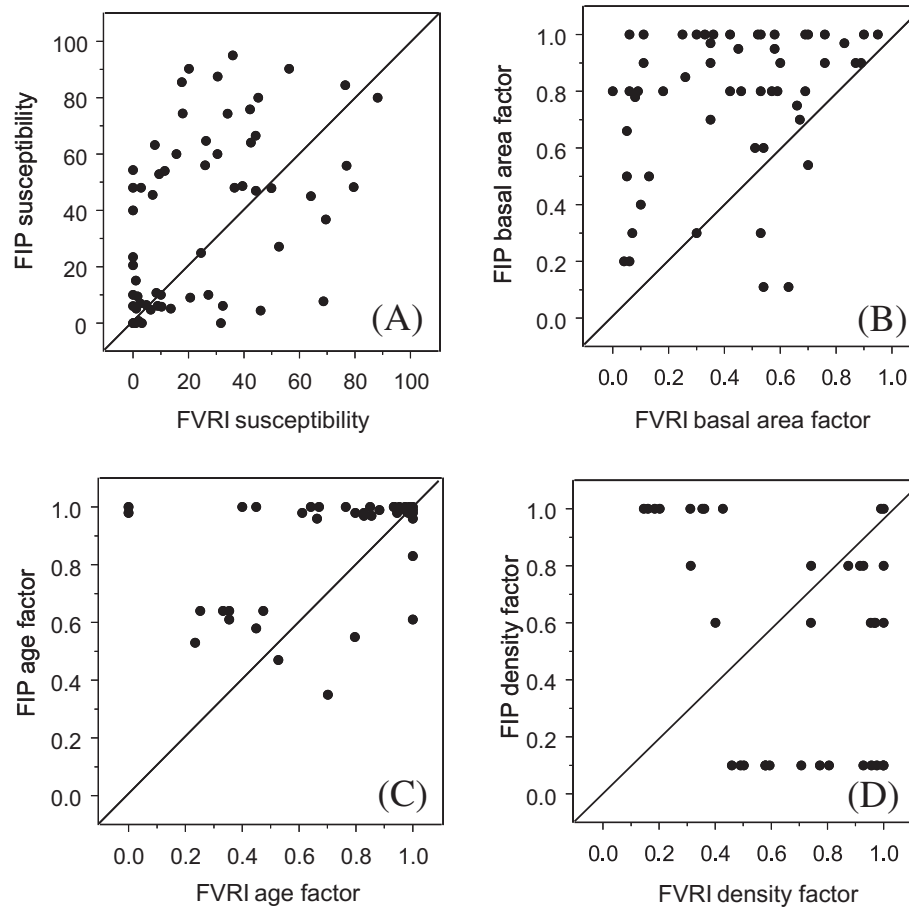 100
80
60
40
20
0
FIP susceptibility
(A)
0 20 40 60 80 100
FVRI susceptibility
1.0
0.8
0.6
0.4
0.2
0.0
FIP basal area factor
(B)
0.0 0.2 0.4 0.6 0.8 1.0
FVRI basal area factor
1.0
0.8
0.6
0.4
0.2
0.0
FIP age factor
(C)
0.0 0.2 0.4 0.6 0.8 1.0
FVRI age factor
1.0
0.8
0.6
0.4
0.2
0.0
FIP density factor
(D)
0.0 0.2 0.4 0.6 0.8 1.0
FVRI density factor